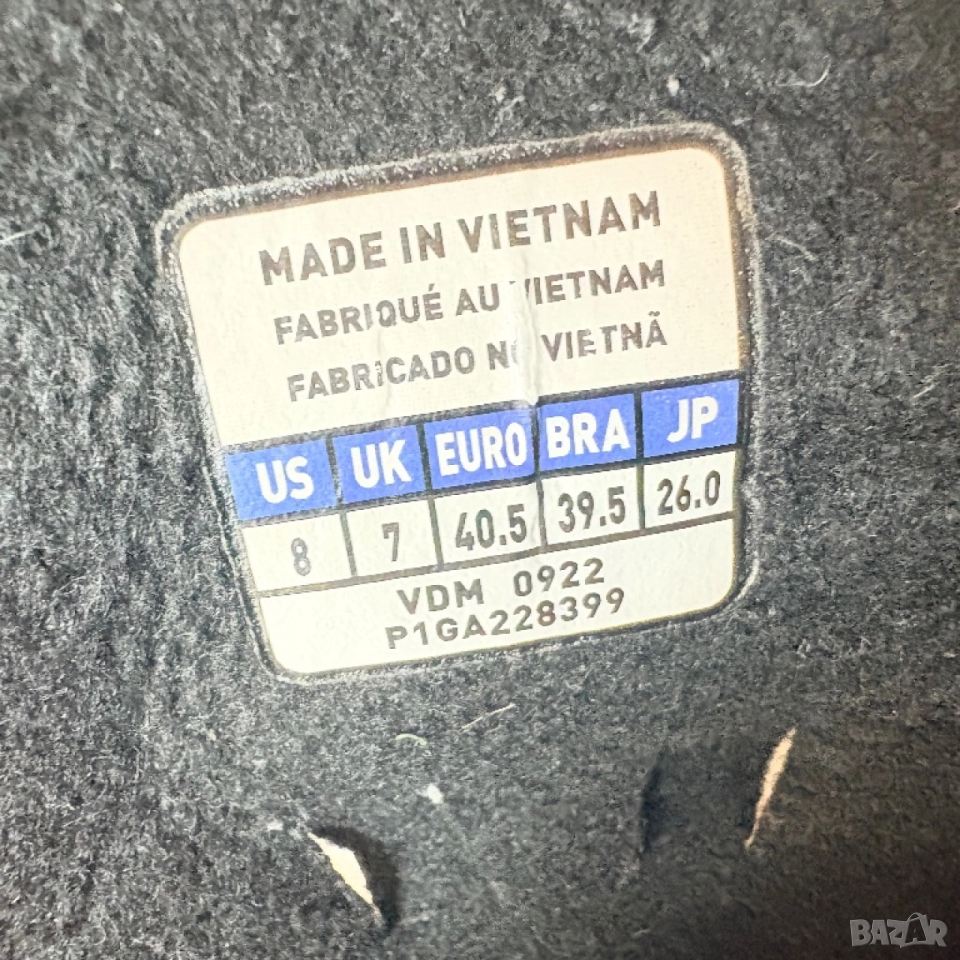 MADE IN VIETNAM
FABRIQUÉ AU VIETNAM
FABRICADO NO VIETNÃ
US UK EURO BRA JP
8 7 40.5 39.5 26.0
VDM 0922
P1GA228399
BAZAR